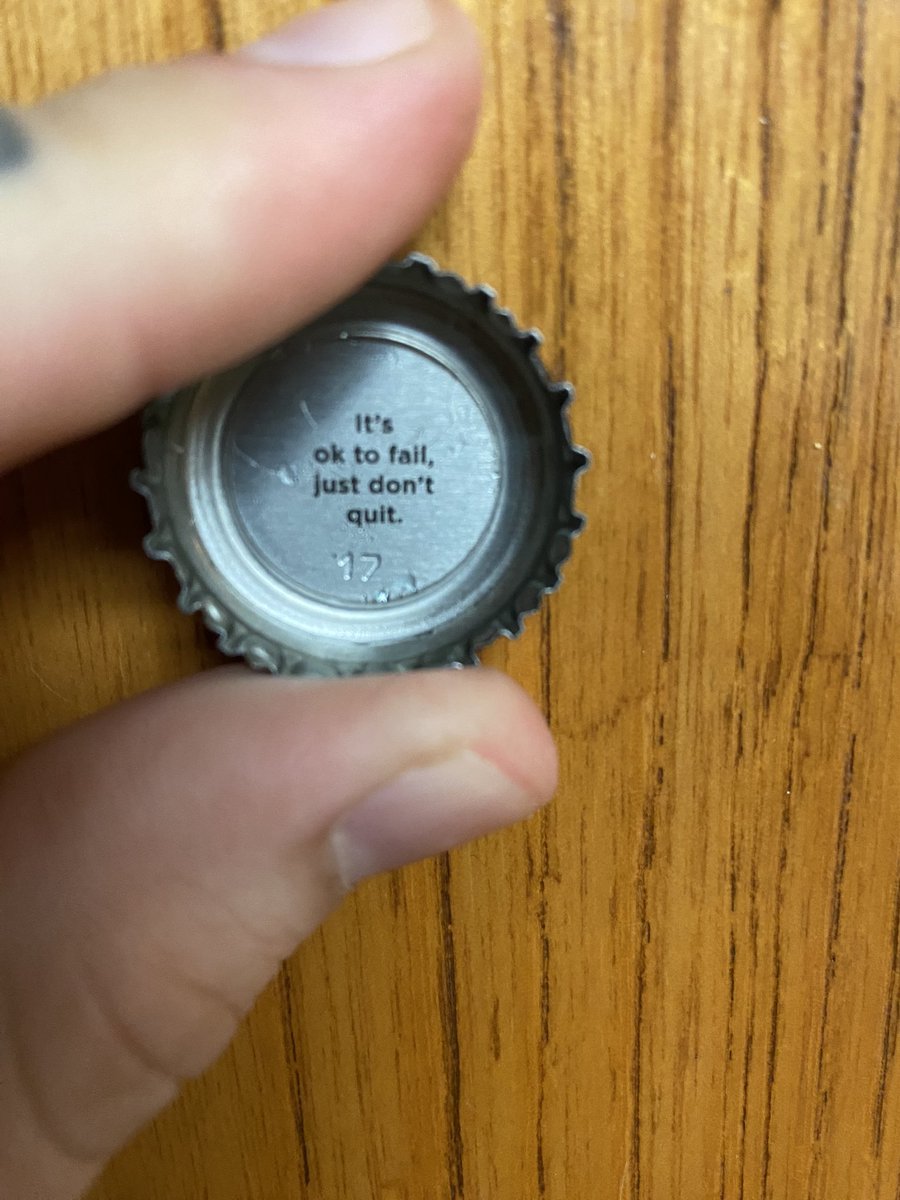 It's
ok to fail,
just don't
quit.
17